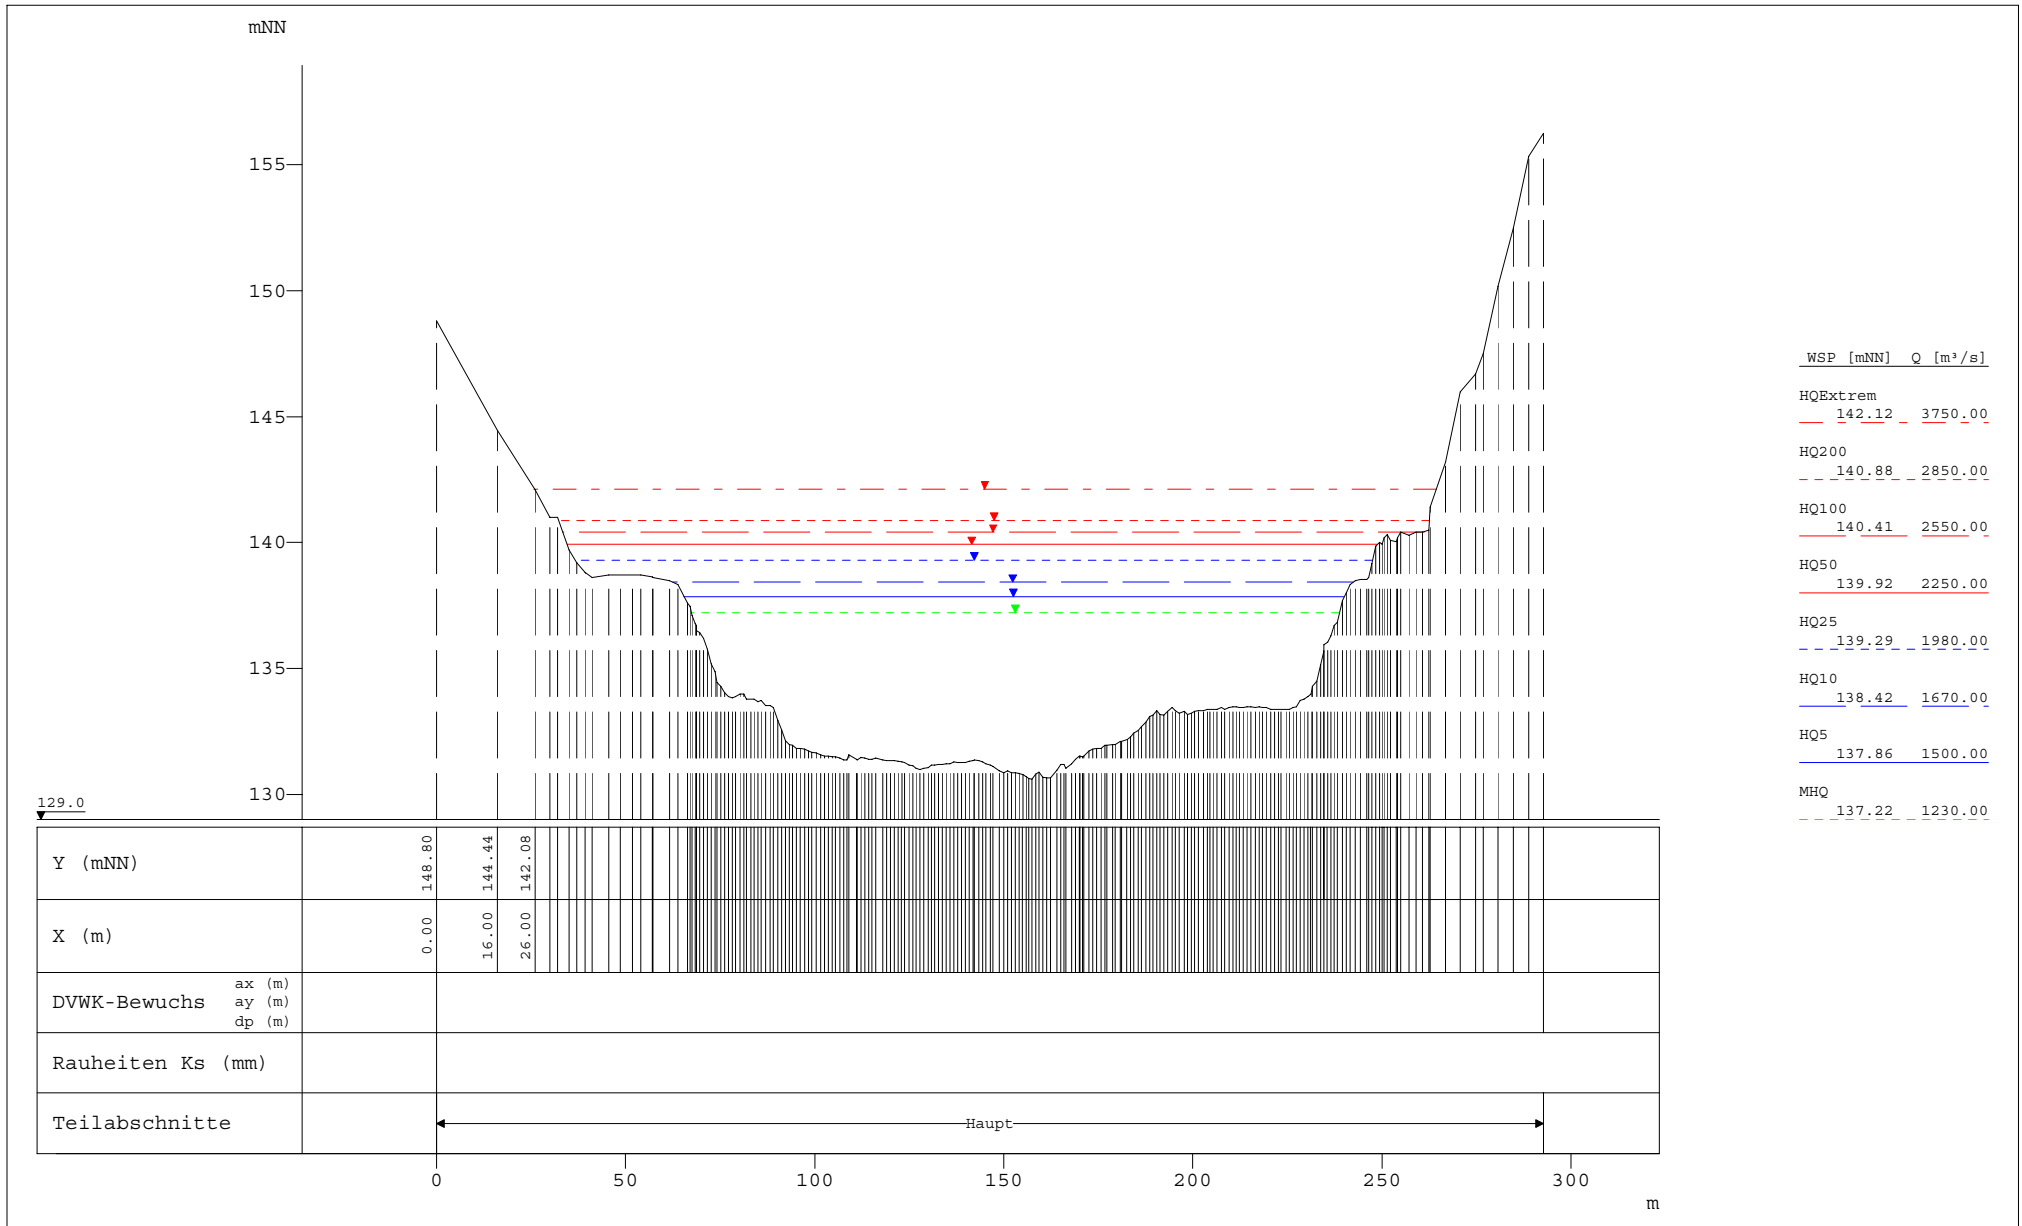 mNN
155
150
145
140
135
130
129.0
WSP [mNN] Q [m³/s]
HQExtrem
142.12 3750.00
HQ200
140.88 2850.00
HQ100
140.41 2550.00
HQ50
139.92 2250.00
HQ25
139.29 1980.00
HQ10
138.42 1670.00
HQ5
137.86 1500.00
MHQ
137.22 1230.00
Y (mNN)
148.80
144.44
142.08
X (m)
0.00
16.00
26.00
DVWK-Bewuchs
ax (m)
ay (m)
dp (m)
Rauheiten Ks (mm)
Teilabschnitte
Haupt
0 50 100 150 200 250 300
m